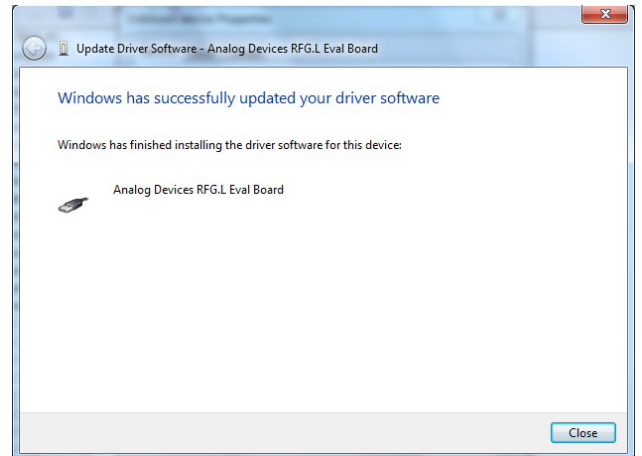 Update Driver Software - Analog Devices RFG.L Eval Board
Windows has successfully updated your driver software
Windows has finished installing the driver software for this device:
Analog Devices RFG.L Eval Board
Close